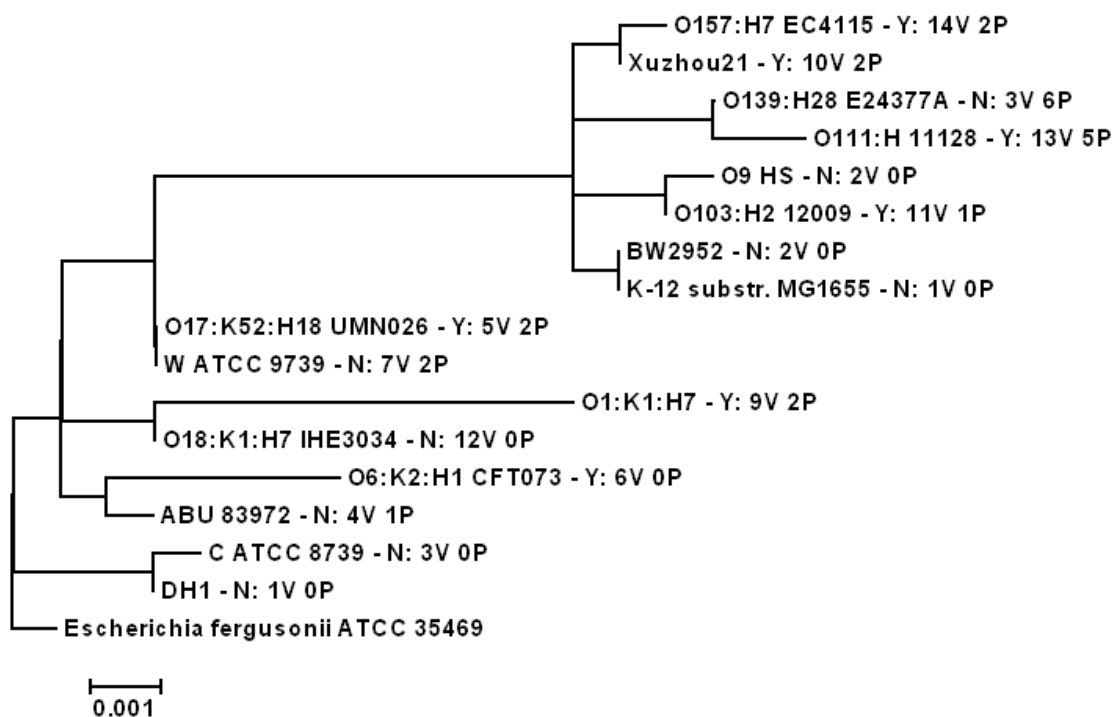 O157:H7 EC4115 - Y: 14V 2P
Xuzhou21 - Y: 10V 2P
O139:H28 E24377A - N: 3V 6P
O111:H 11128 - Y: 13V 5P
O9 HS - N: 2V 0P
O103:H2 12009 - Y: 11V 1P
BW2952 - N: 2V 0P
K-12 substr. MG1655 - N: 1V 0P
O17:K52:H18 UMN026 - Y: 5V 2P
W ATCC 9739 - N: 7V 2P
O1:K1:H7 - Y: 9V 2P
O18:K1:H7 IHE3034 - N: 12V 0P
O6:K2:H1 CFT073 - Y: 6V 0P
ABU 83972 - N: 4V 1P
C ATCC 8739 - N: 3V 0P
DH1 - N: 1V 0P
Escherichia fergusonii ATCC 35469
0.001